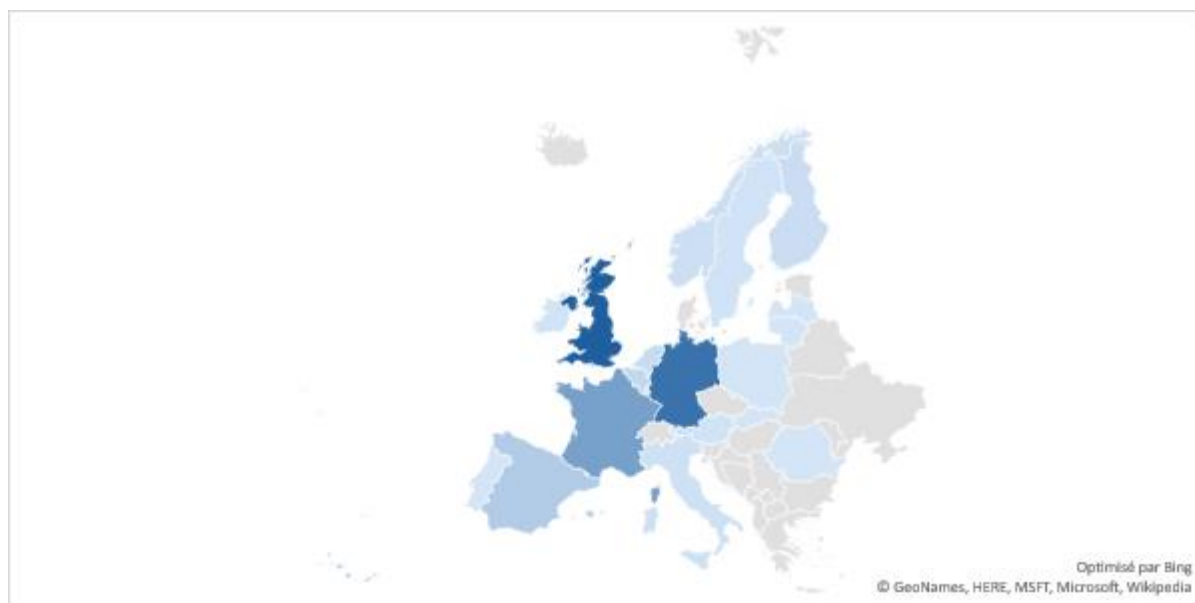 Optimisé par Bing
© GeoNames, HERE, MSFT, Microsoft, Wikipedia